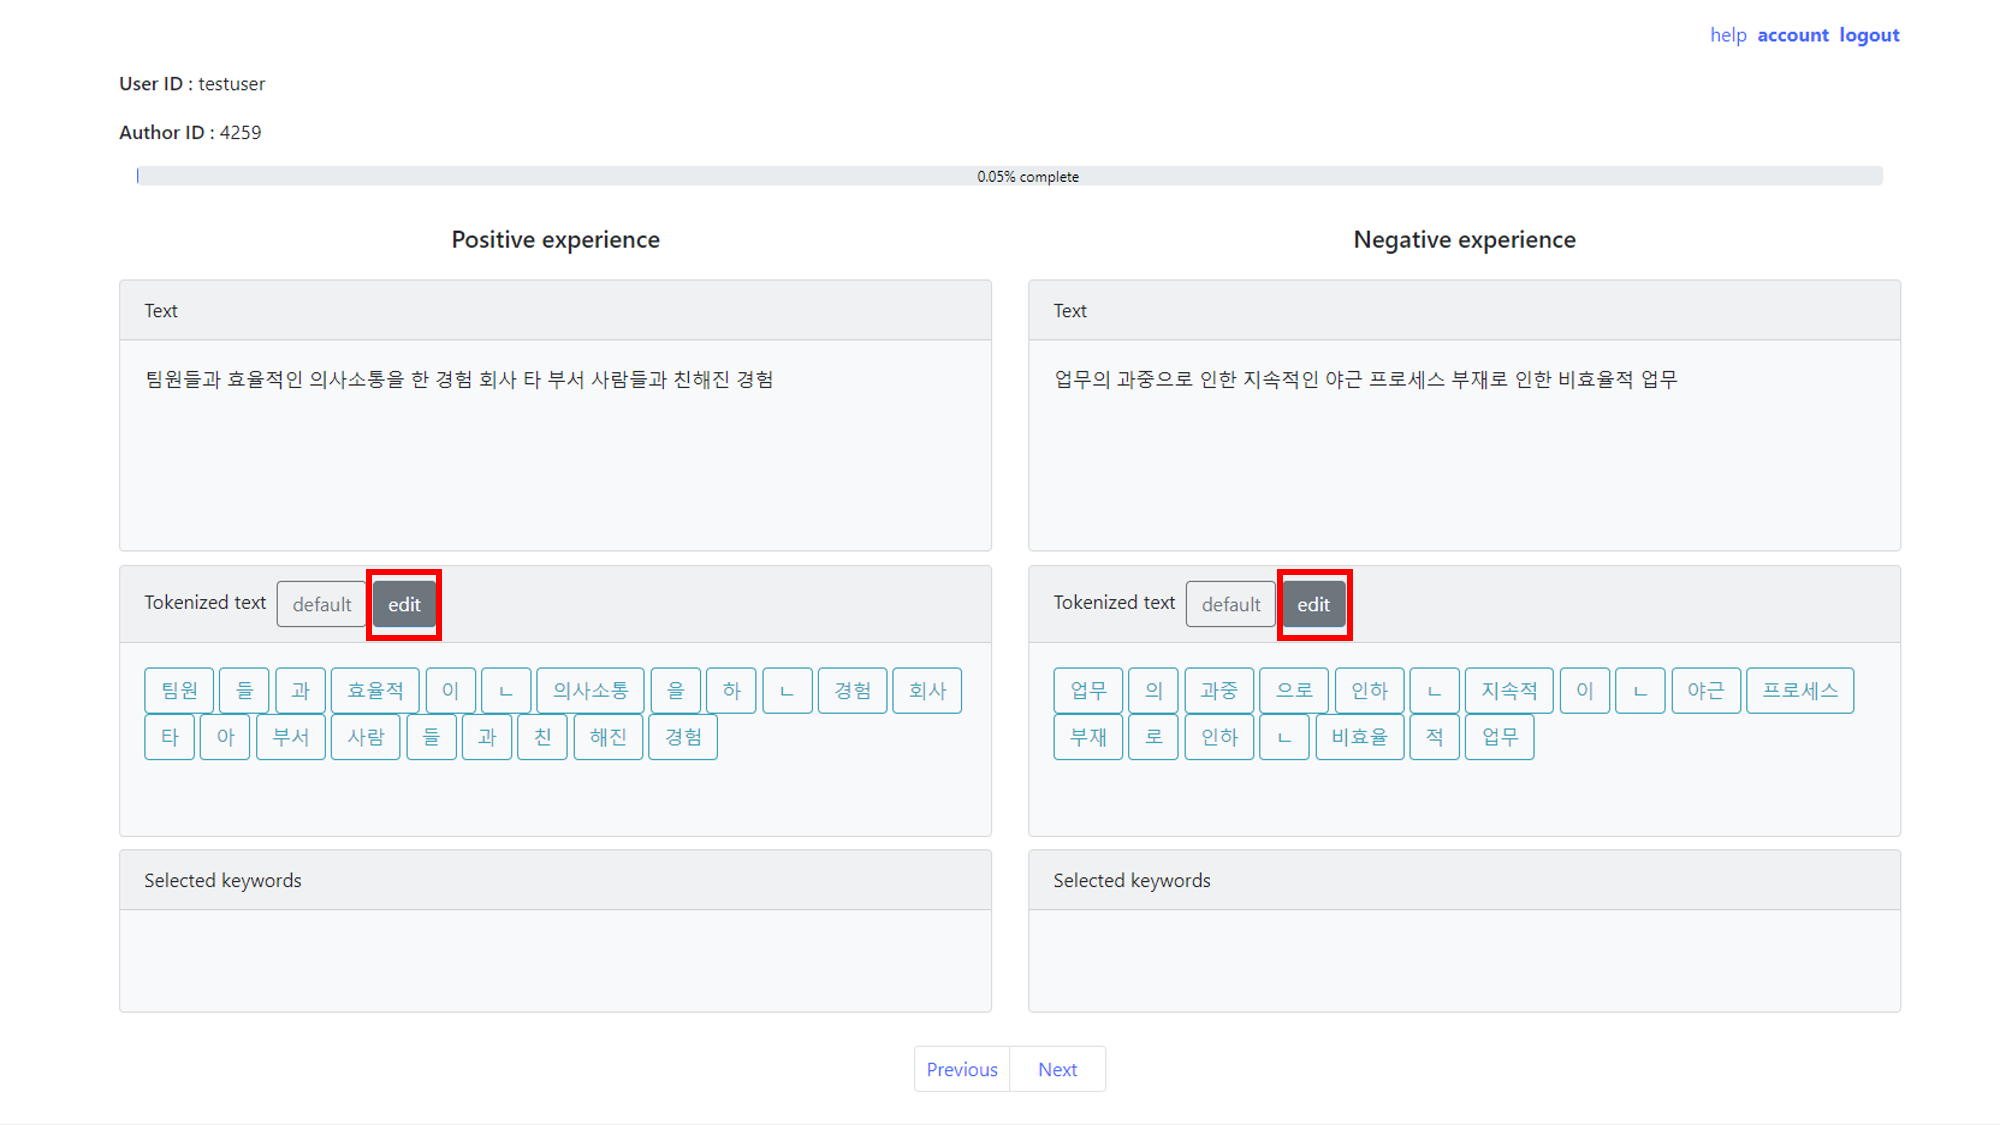 help account logout
User ID : testuser
Author ID : 4259
0.05% complete
Positive experience
Text
팀원들과 효율적인 의사소통을 한 경험 회사 타 부서 사람들과 친해진 경험
Tokenized text default edit
팀원 들 과 효율적 이 ㄴ 의사소통 을 하 ㄴ 경험 회사
타 아 부서 사람 들 과 친 해진 경험
Selected keywords
Negative experience
Text
업무의 과중으로 인한 지속적인 야근 프로세스 부재로 인한 비효율적 업무
Tokenized text default edit
업무 의 과중 으로 인하 ㄴ 지속적 이 ㄴ 야근 프로세스
부재 로 인하 ㄴ 비효율 적 업무
Selected keywords
Previous Next